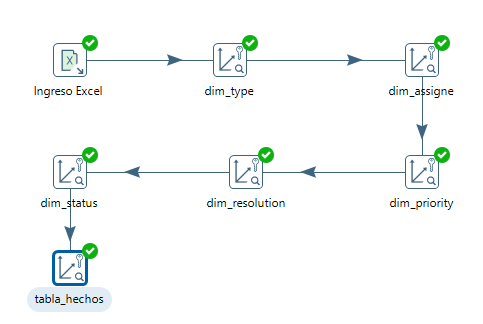 Ingreso Excel
dim_type
dim_assigne
dim_status
dim_resolution
dim_priority
tabla_hechos